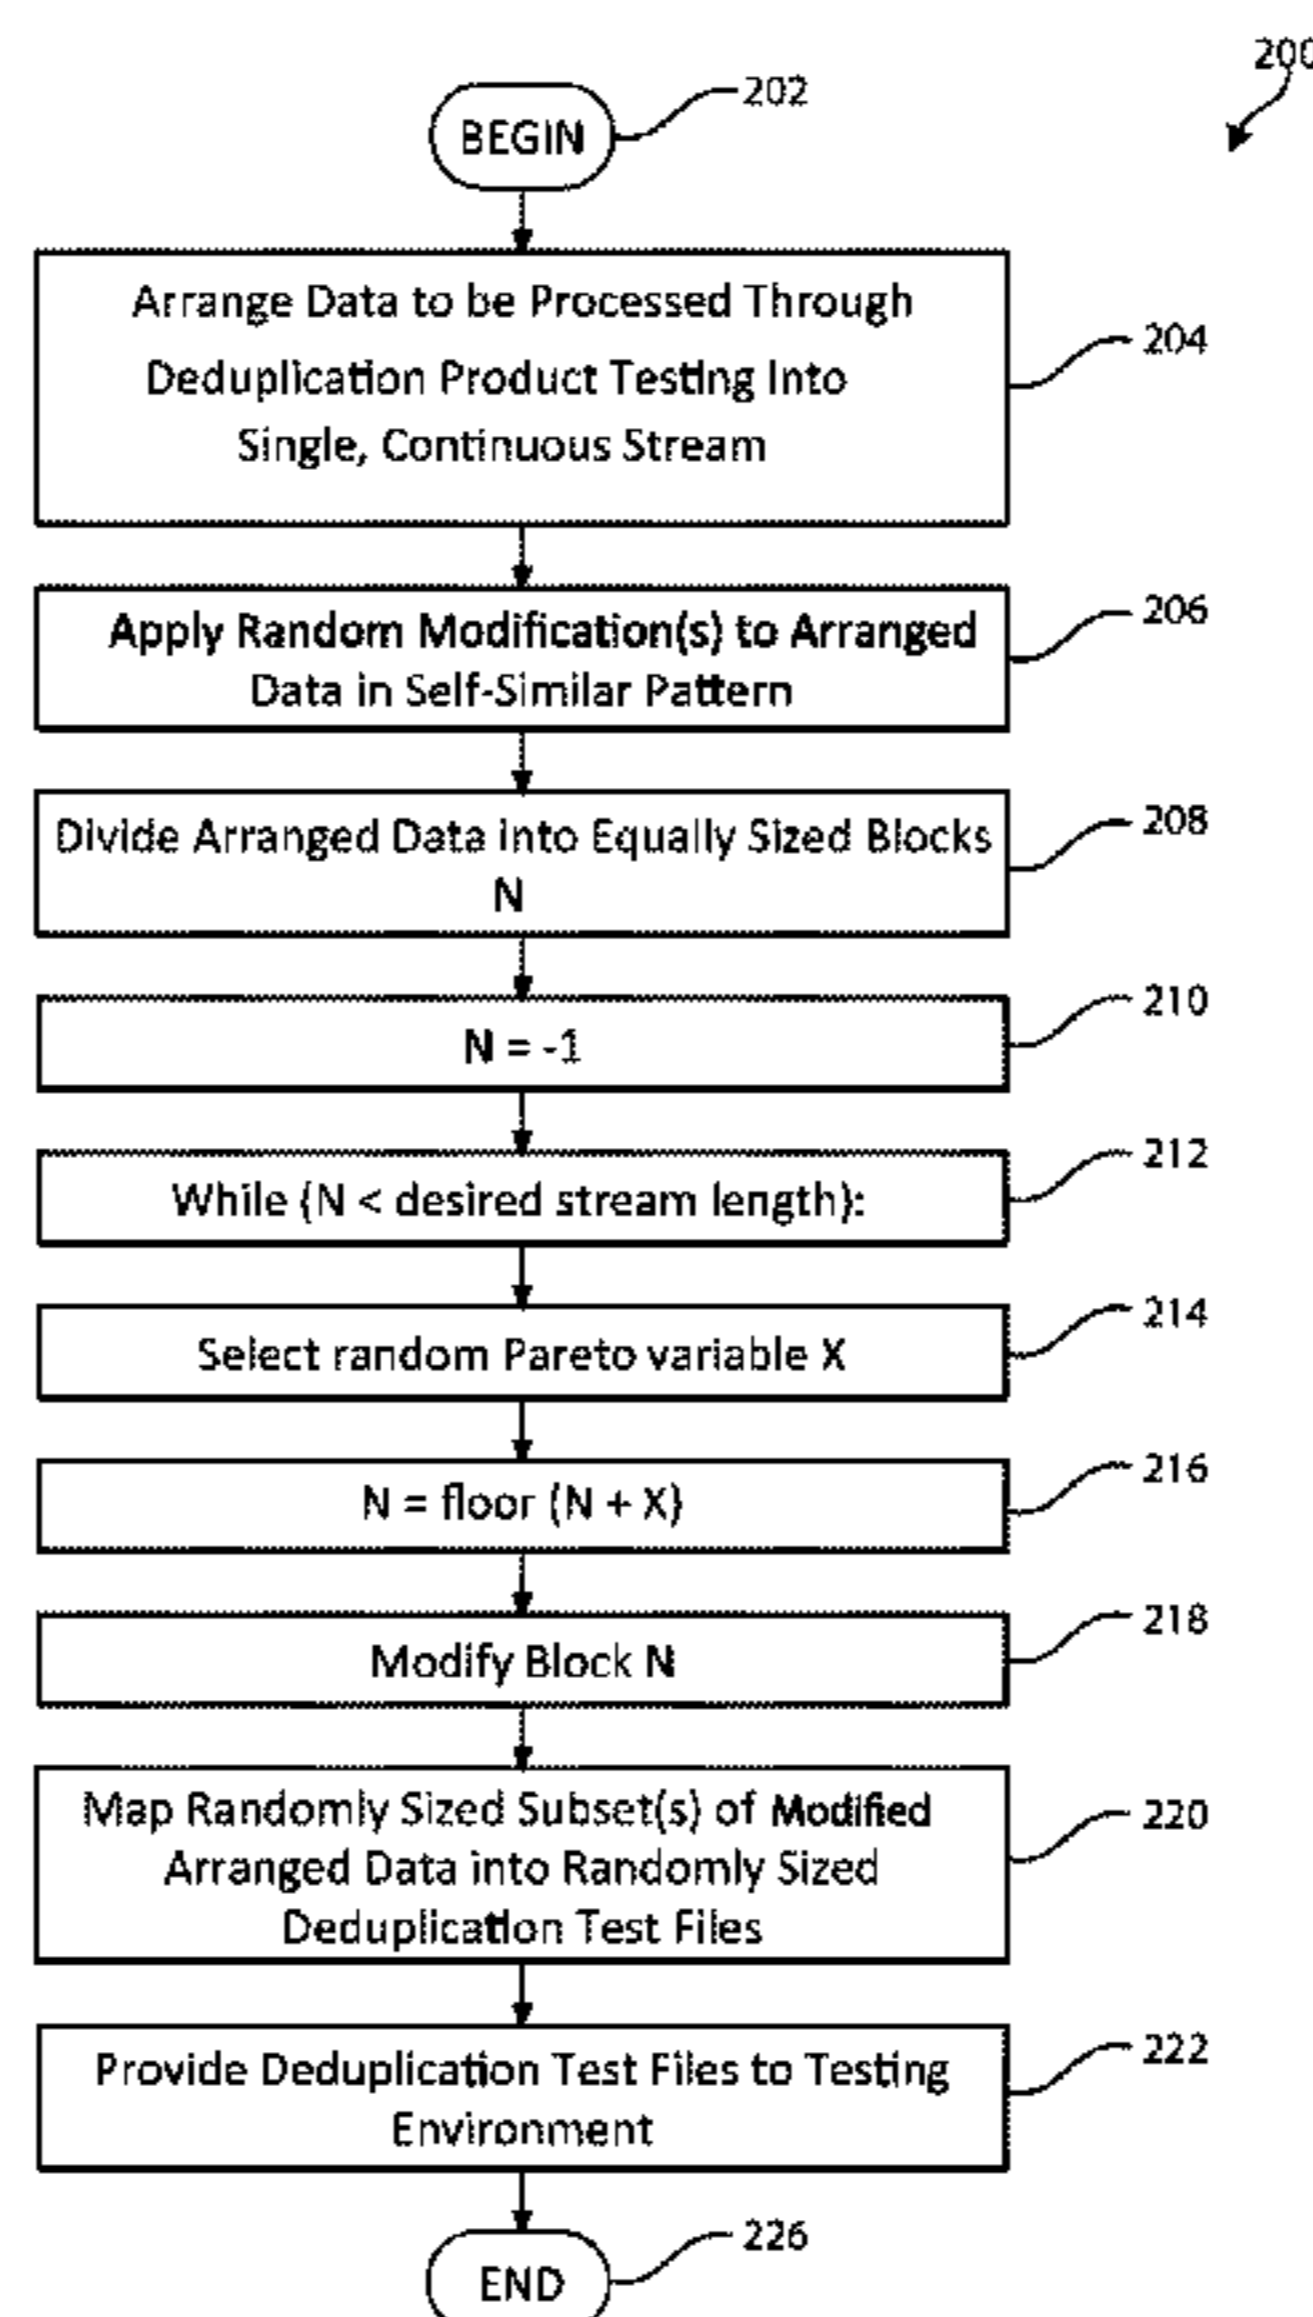 200
BEGIN
202
Arrange Data to be Processed Through
Deduplication Product Testing Into
Single, Continuous Stream
204
Apply Random Modification(s) to Arranged
Data in Self-Similar Pattern
206
Divide Arranged Data into Equally Sized Blocks
N
208
N = -1
210
While (N < desired stream length):
212
Select random Pareto variable X
214
N = floor (N + X)
216
Modify Block N
218
Map Randomly Sized Subset(s) of Modified
Arranged Data into Randomly Sized
Deduplication Test Files
220
Provide Deduplication Test Files to Testing
Environment
222
END
226